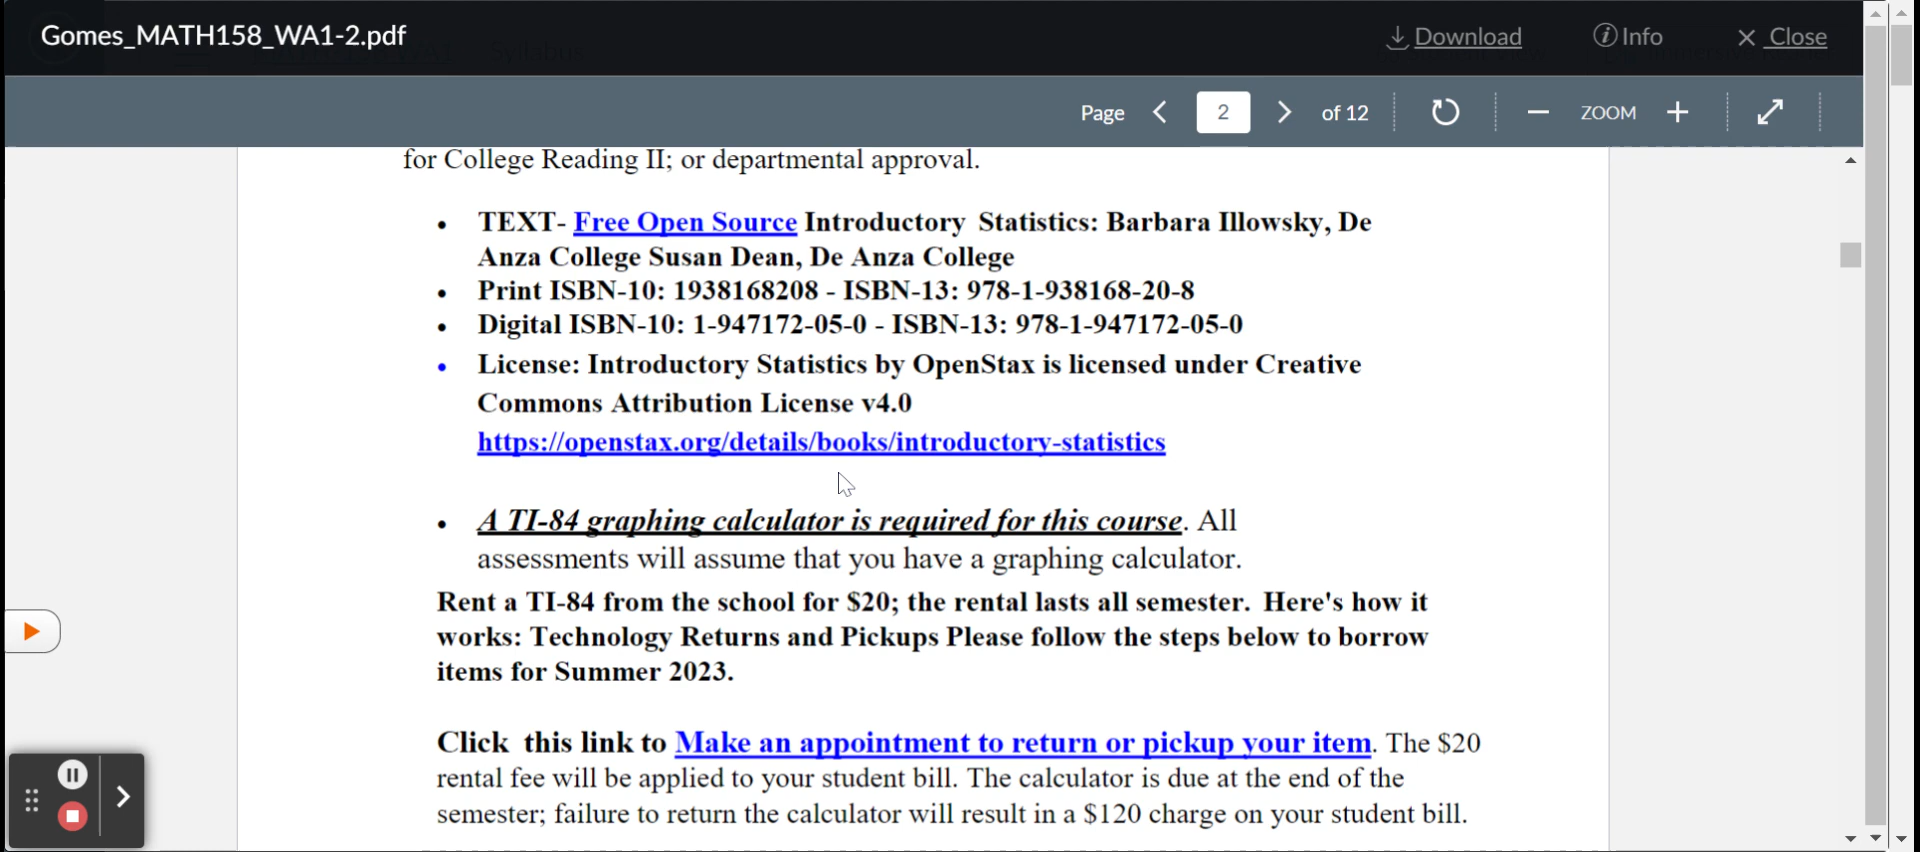 Gomes_MATH158_WA1-2.pdf
Download
Info
Close
Page
2
of 12
ZOOM
for College Reading II; or departmental approval.
• TEXT- Free Open Source Introductory Statistics: Barbara Illowsky, De
Anza College Susan Dean, De Anza College
• Print ISBN-10: 1938168208 - ISBN-13: 978-1-938168-20-8
• Digital ISBN-10: 1-947172-05-0 - ISBN-13: 978-1-947172-05-0
• License: Introductory Statistics by OpenStax is licensed under Creative
Commons Attribution License v4.0
https://openstax.org/details/books/introductory-statistics
• A TI-84 graphing calculator is required for this course. All
assessments will assume that you have a graphing calculator.
Rent a TI-84 from the school for $20; the rental lasts all semester. Here's how it
works: Technology Returns and Pickups Please follow the steps below to borrow
items for Summer 2023.
Click this link to Make an appointment to return or pickup your item. The $20
rental fee will be applied to your student bill. The calculator is due at the end of the
semester; failure to return the calculator will result in a $120 charge on your student bill.